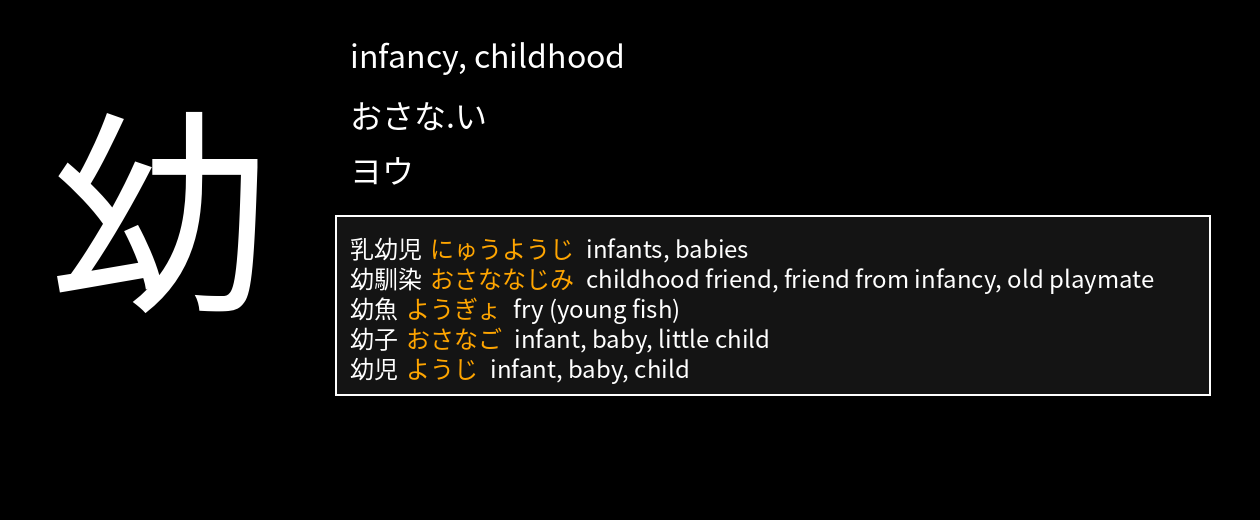 幼
infancy, childhood
おさな.い
ヨウ
乳幼児 にゅうようじ infants, babies
幼馴染 おさななじみ childhood friend, friend from infancy, old playmate
幼魚 ようぎょ fry (young fish)
幼子 おさなご infant, baby, little child
幼児 ようじ infant, baby, child